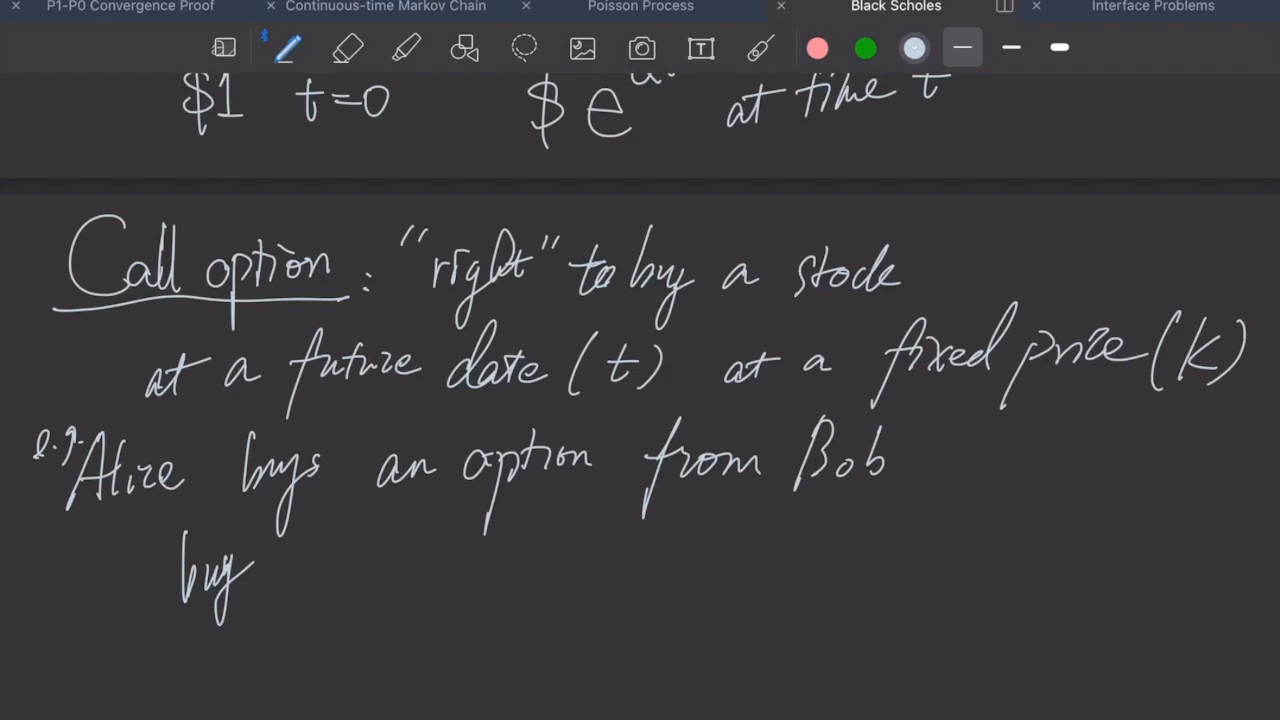 P1-P0 Convergence Proof Continuous-time Markov Chain Poisson Process Black Scholes Interface Problems
$1 t=0 $ e at time t
Call option: "right" to buy a stock
at a future date (t) at a fixed price (K)
e.g. Alice buys an option from Bob
buy